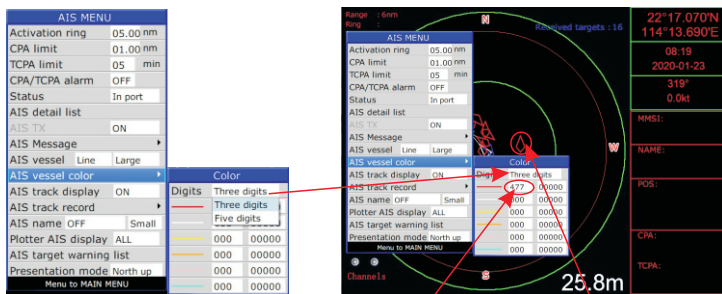 AIS MENU
Activation ring 05.00 nm
CPA limit 01.00 nm
TCPA limit 05 min
CPA/TCPA alarm OFF
Status In port
AIS detail list
AIS TX ON
AIS Message
AIS vessel Line Large
AIS vessel color
AIS track display ON
AIS track record
AIS name OFF Small
Plotter AIS display ALL
AIS target warning list
Presentation mode North up
Menu to MAIN MENU
Color
Digits Three digits
Three digits
Five digits
000 00000
000 00000
000 00000
000 00000
Range : 6nm
Ring :
N
Received targets : 16
W
S
AIS MENU
Activation ring 05.00 nm
CPA limit 01.00 nm
TCPA limit 05 min
CPA/TCPA alarm OFF
Status In port
AIS detail list
AIS TX ON
AIS Message
AIS vessel Line Large
AIS vessel color
AIS track display ON
AIS track record
AIS name OFF Small
Plotter AIS display ALL
AIS target warning list
Presentation mode North up
Menu to MAIN MENU
Color
Three digits
477 00000
000 00000
000 00000
000 00000
000 00000
000 00000
Channels
25.8m
22°17.070'N
114°13.690'E
08:19
2020-01-23
319°
0.0kt
MMSI:
NAME:
POS:
CPA:
TCPA: